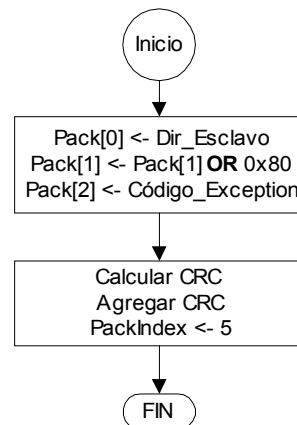 Inicio
Pack[0] <- Dir_Esclavo
Pack[1] <- Pack[1] OR 0x80
Pack[2] <- Código_Exception
Calcular CRC
Agregar CRC
PackIndex <- 5
FIN